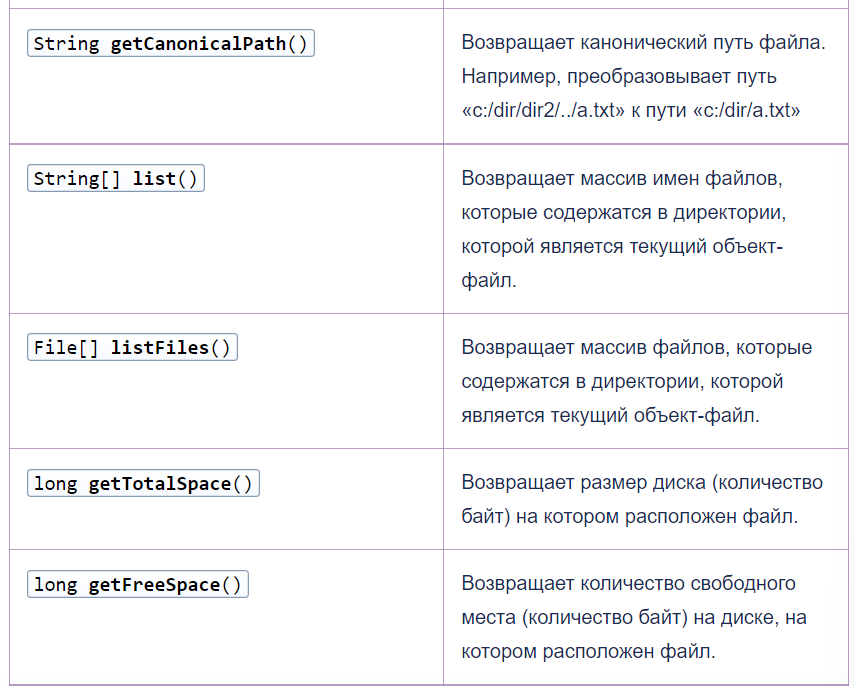 String getCanonicalPath()
Возвращает канонический путь файла.
Например, преобразовывает путь
«c:/dir/dir2/../a.txt» к пути «c:/dir/a.txt»
String[] list()
Возвращает массив имен файлов,
которые содержатся в директории,
которой является текущий объект-
файл.
File[] listFiles()
Возвращает массив файлов, которые
содержатся в директории, которой
является текущий объект-файл.
long getTotalSpace()
Возвращает размер диска (количество
байт) на котором расположен файл.
long getFreeSpace()
Возвращает количество свободного
места (количество байт) на диске, на
котором расположен файл.